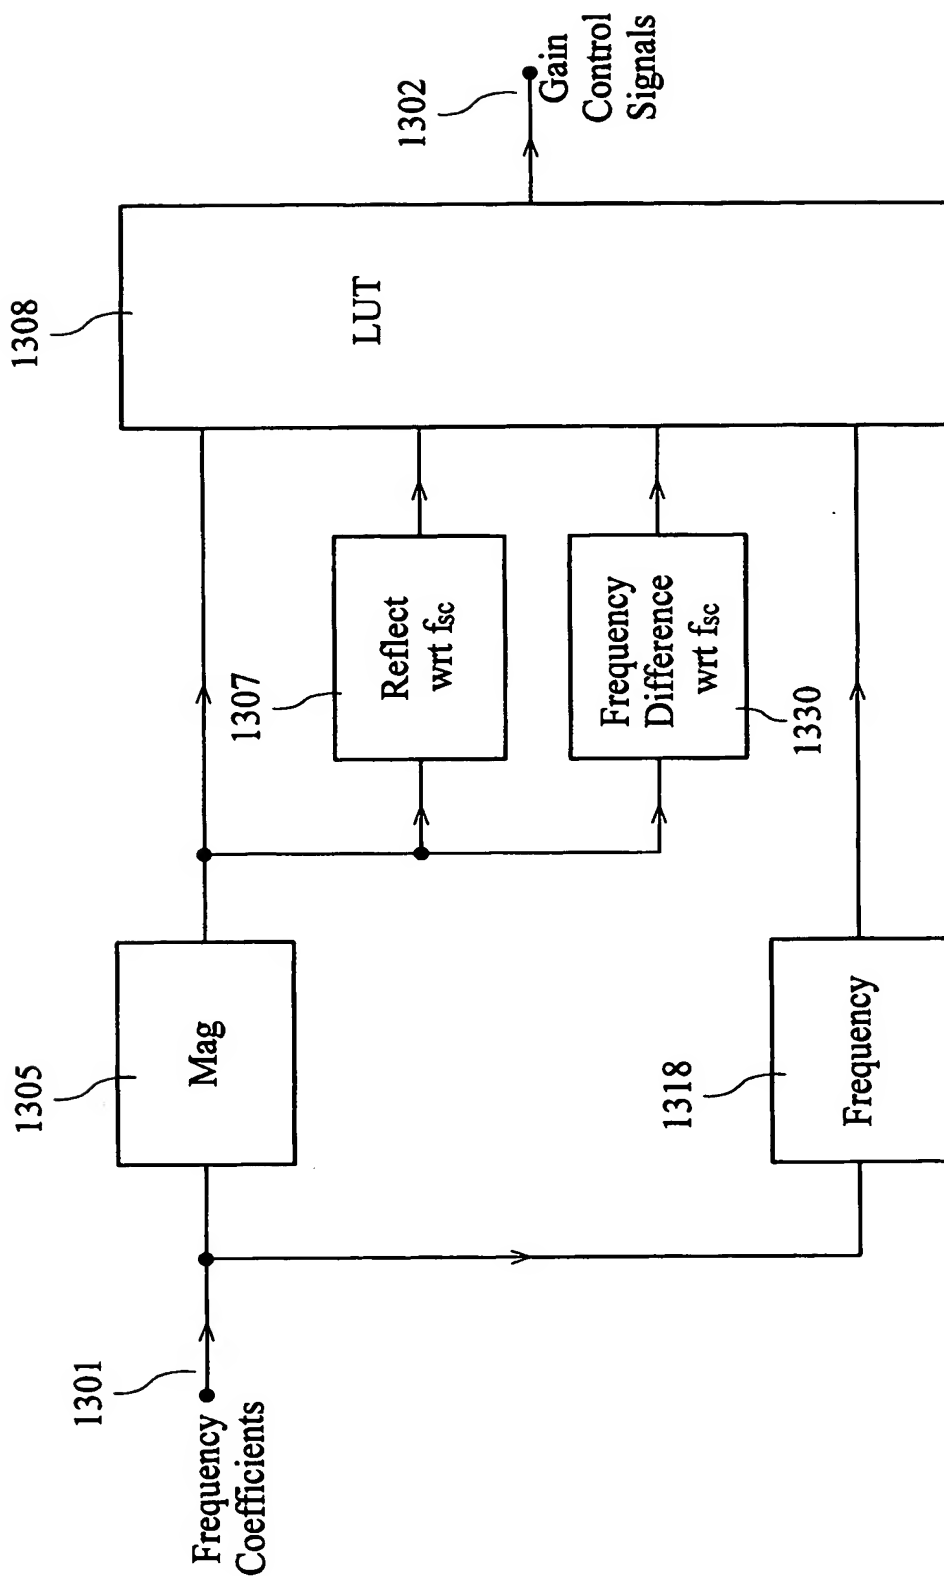 1301
Frequency
Coefficients
1305
Mag
1318
Frequency
1307
Reflect
wrt fsc
1330
Frequency
Difference
wrt fsc
1308
LUT
1302
Gain
Control
Signals